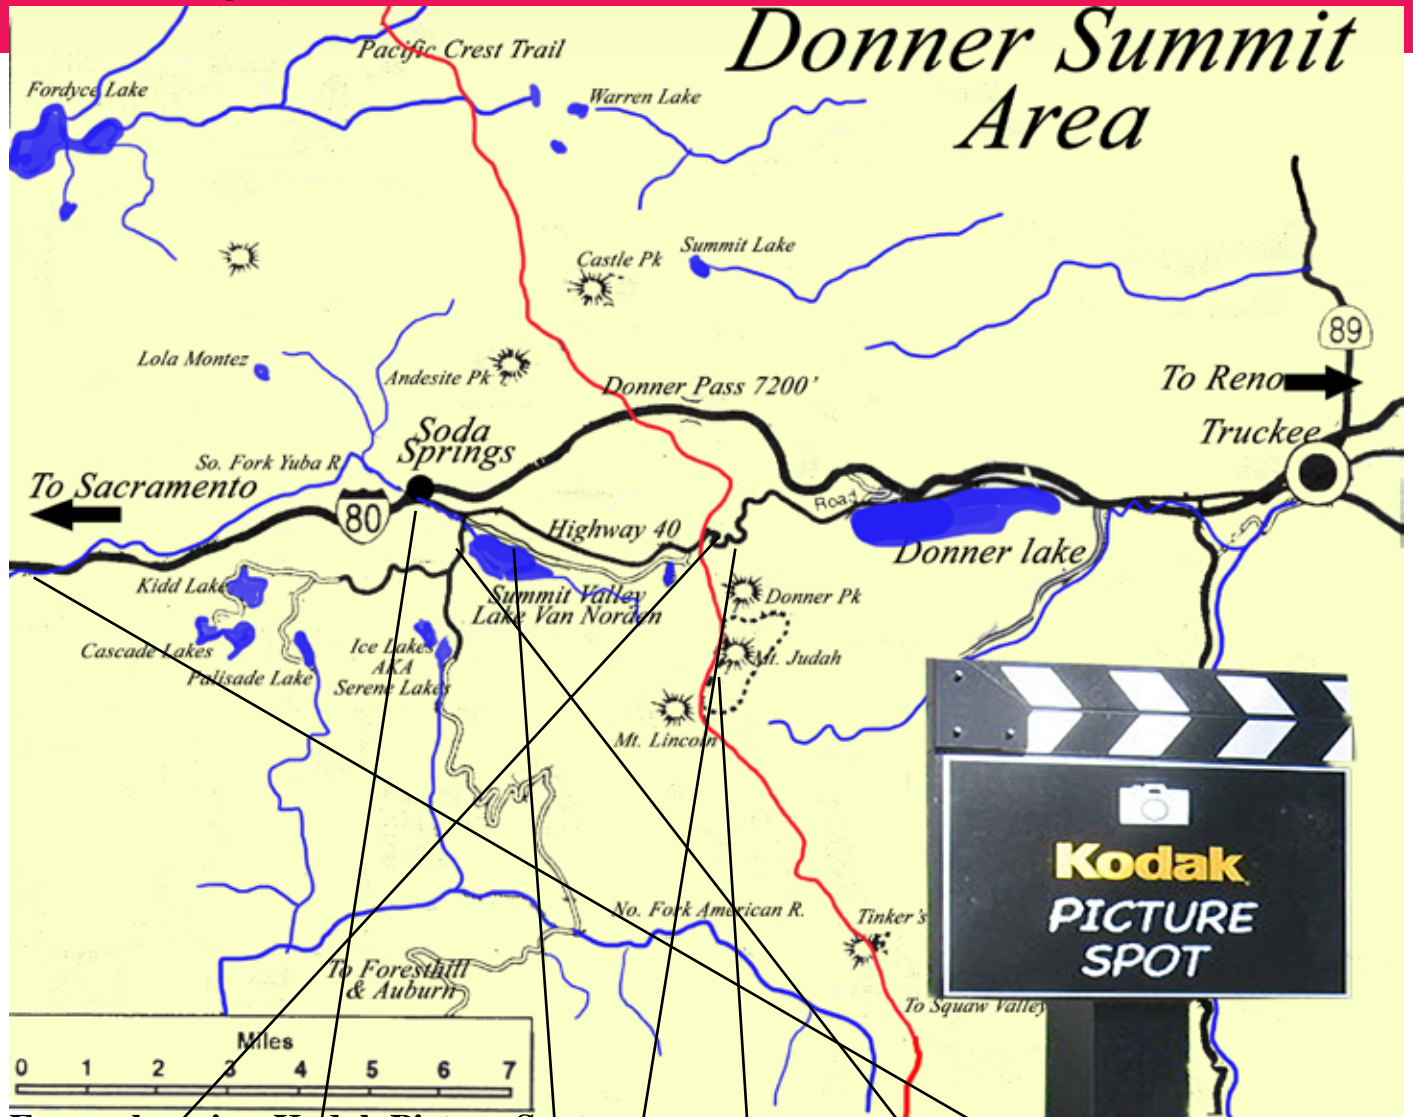 Donner Summit
Area
Pacific Crest Trail
Fordyce Lake
Warren Lake
Castle Pk
Summit Lake
89
Lola Montez
Andesite Pk
Donner Pass 7200'
To Reno
Truckee
Soda
Springs
So. Fork Yuba R.
To Sacramento
80
Highway 40
Road
Donner lake
Kidd Lake
Summit Valley
Lake Van Norden
Donner Pk
Cascade Lakes
Palisade Lake
Ice Lakes
AKA
Serene Lakes
Mt. Judah
Mt. Lincoln
Kodak
PICTURE
SPOT
No. Fork American R.
Tinker's
To Foresthill
& Auburn
To Squaw Valley
Miles
0 1 2 3 4 5 6 7